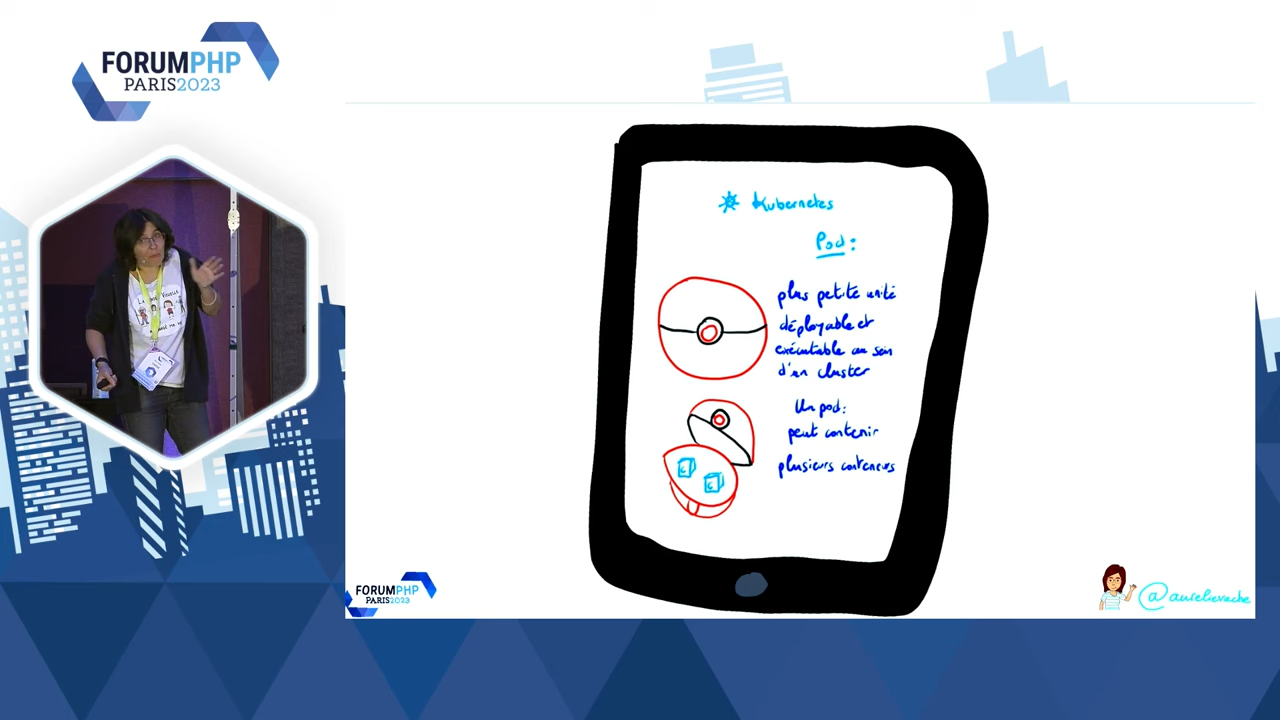 FORUMPHP
PARIS2023
Kubernetes
Pod:
plus petite unité
déployable et
exécutable au sein
d'un cluster
Un pod:
peut contenir
plusieurs conteneurs
c
c
FORUMPHP
PARIS2023
@aurelievache